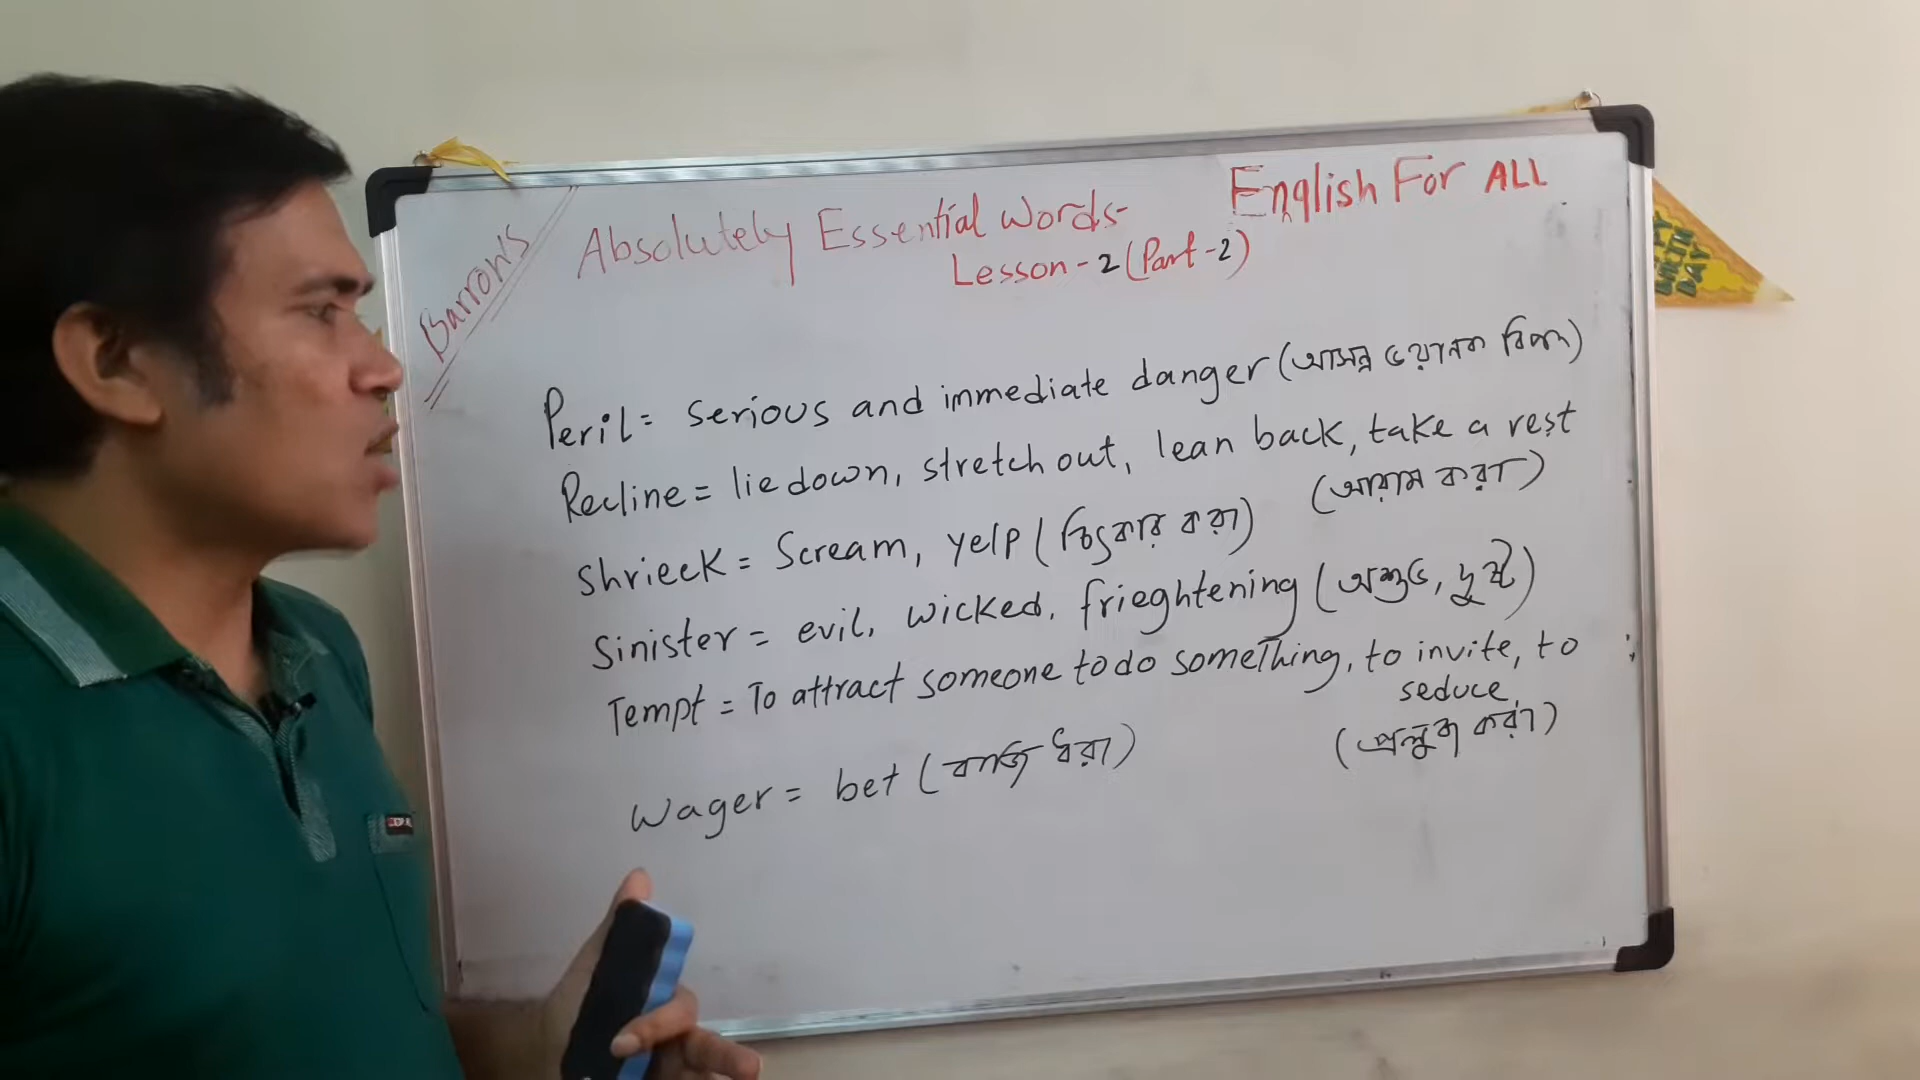 Barron's
Absolutely Essential Words-
English For ALL
Lesson - 2 (Part-2)
Peril = serious and immediate danger (আসন্ন ভয়ানক বিপদ)
Recline = lie down, stretch out, lean back, take a rest
(আরাম করা)
Shrieck = Scream, yelp (চিৎকার করা)
Sinister = evil, wicked, frieghtening (অশুভ, দুষ্ট)
Tempt = To attract someone to do something, to invite, to
seduce,
(প্রলুব্ধ করা)
Wager = bet (বাজি ধরা)
DAY